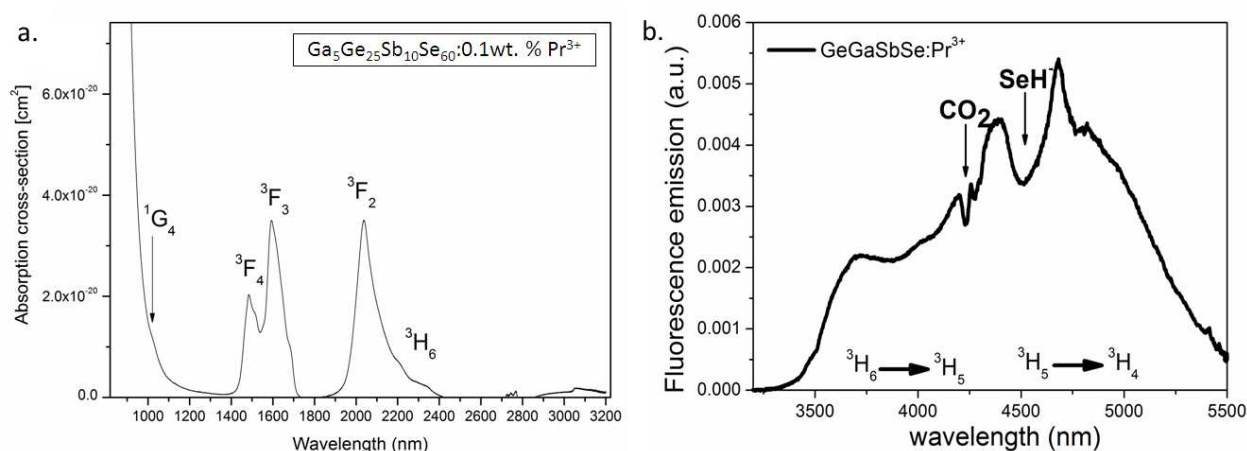 a.
Ga₅Ge₂₅Sb₁₀Se₆₀:0.1wt. % Pr³⁺
Absorption cross-section [cm²]
6.0x10⁻²⁰
4.0x10⁻²⁰
2.0x10⁻²⁰
0.0
¹G₄
³F₄
³F₃
³F₂
³H₆
1000 1200 1400 1600 1800 2000 2200 2400 2600 2800 3000 3200
Wavelength (nm)
b.
GeGaSbSe:Pr³⁺
Fluorescence emission (a.u.)
0.006
0.005
0.004
0.003
0.002
0.001
0.000
CO₂
SeH⁻
³H₆ ³H₅ ³H₅ ³H₄
3500 4000 4500 5000 5500
wavelength (nm)